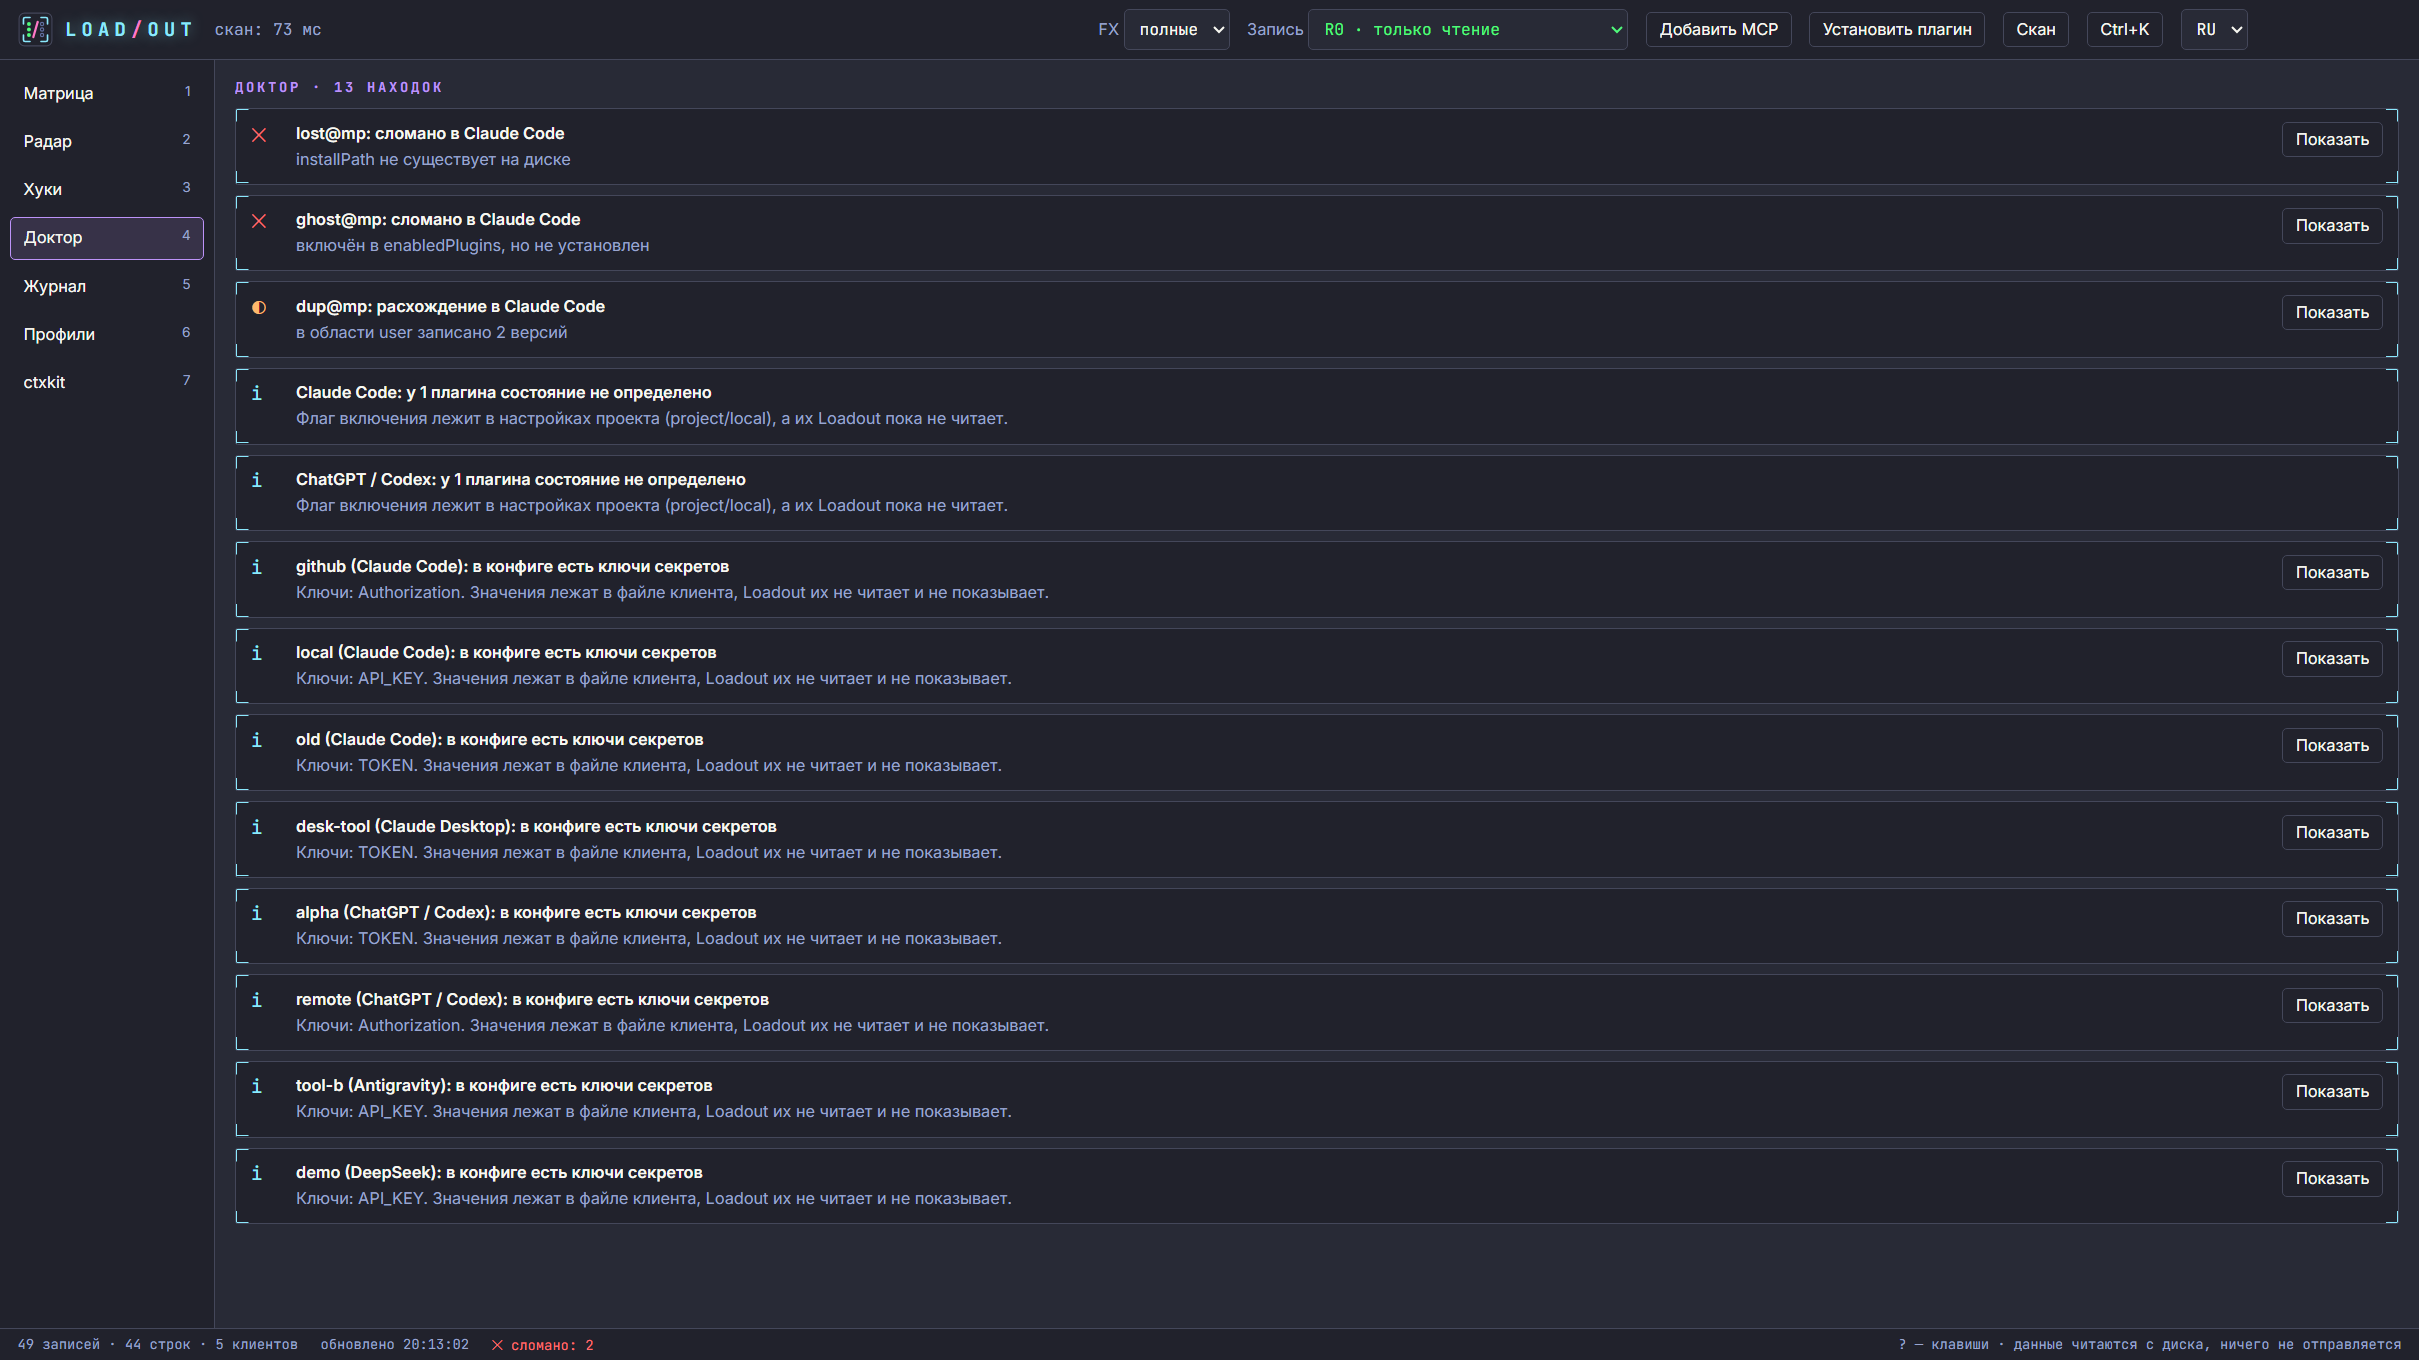 LOAD/OUT скан: 73 мс FX полные Запись R0 · только чтение Добавить MCP Установить плагин Скан Ctrl+K RU
Матрица 1
Радар 2
Хуки 3
Доктор 4
Журнал 5
Профили 6
ctxkit 7
ДОКТОР · 13 НАХОДОК
lost@mp: сломано в Claude Code
installPath не существует на диске
Показать
ghost@mp: сломано в Claude Code
включён в enabledPlugins, но не установлен
Показать
dup@mp: расхождение в Claude Code
в области user записано 2 версий
Показать
Claude Code: у 1 плагина состояние не определено
Флаг включения лежит в настройках проекта (project/local), а их Loadout пока не читает.
ChatGPT / Codex: у 1 плагина состояние не определено
Флаг включения лежит в настройках проекта (project/local), а их Loadout пока не читает.
github (Claude Code): в конфиге есть ключи секретов
Ключи: Authorization. Значения лежат в файле клиента, Loadout их не читает и не показывает.
Показать
local (Claude Code): в конфиге есть ключи секретов
Ключи: API_KEY. Значения лежат в файле клиента, Loadout их не читает и не показывает.
Показать
old (Claude Code): в конфиге есть ключи секретов
Ключи: TOKEN. Значения лежат в файле клиента, Loadout их не читает и не показывает.
Показать
desk-tool (Claude Desktop): в конфиге есть ключи секретов
Ключи: TOKEN. Значения лежат в файле клиента, Loadout их не читает и не показывает.
Показать
alpha (ChatGPT / Codex): в конфиге есть ключи секретов
Ключи: TOKEN. Значения лежат в файле клиента, Loadout их не читает и не показывает.
Показать
remote (ChatGPT / Codex): в конфиге есть ключи секретов
Ключи: Authorization. Значения лежат в файле клиента, Loadout их не читает и не показывает.
Показать
tool-b (Antigravity): в конфиге есть ключи секретов
Ключи: API_KEY. Значения лежат в файле клиента, Loadout их не читает и не показывает.
Показать
demo (DeepSeek): в конфиге есть ключи секретов
Ключи: API_KEY. Значения лежат в файле клиента, Loadout их не читает и не показывает.
Показать
49 записей · 44 строк · 5 клиентов обновлено 20:13:02 сломано: 2 ? — клавиши · данные читаются с диска, ничего не отправляется